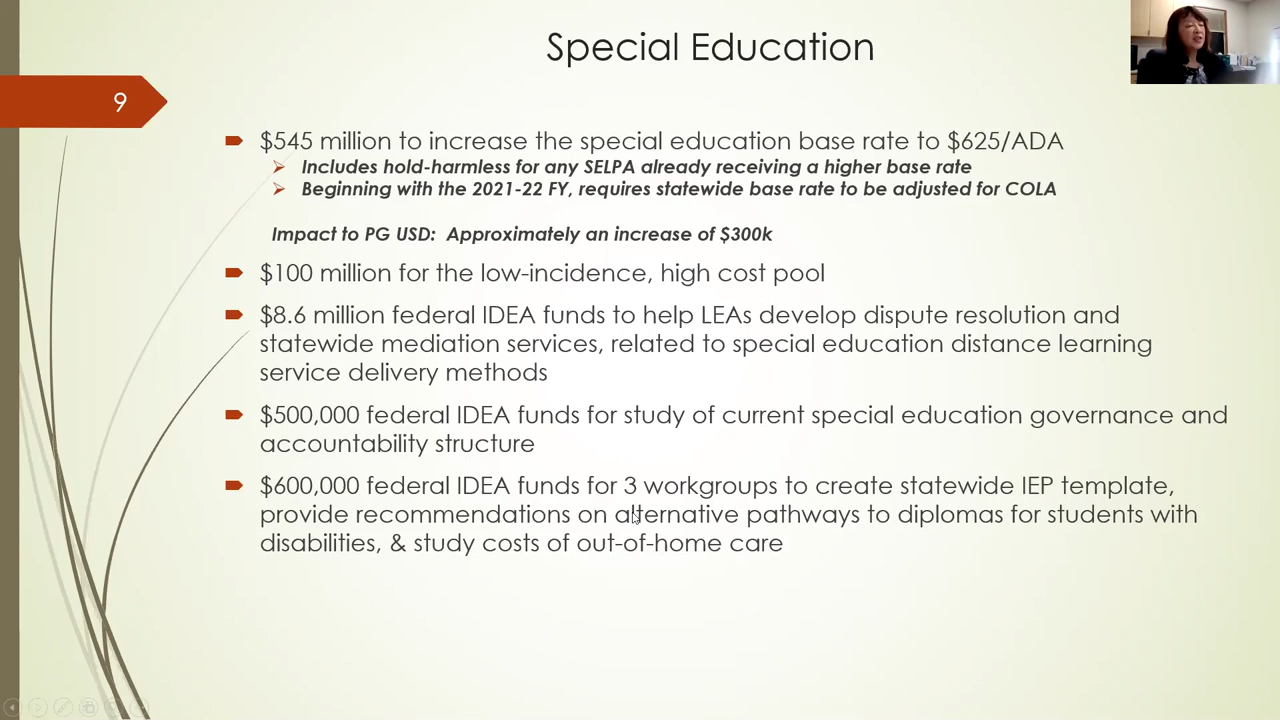 Special Education
9
$545 million to increase the special education base rate to $625/ADA
Includes hold-harmless for any SELPA already receiving a higher base rate
Beginning with the 2021-22 FY, requires statewide base rate to be adjusted for COLA
Impact to PG USD: Approximately an increase of $300k
$100 million for the low-incidence, high cost pool
$8.6 million federal IDEA funds to help LEAs develop dispute resolution and
statewide mediation services, related to special education distance learning
service delivery methods
$500,000 federal IDEA funds for study of current special education governance and
accountability structure
$600,000 federal IDEA funds for 3 workgroups to create statewide IEP template,
provide recommendations on alternative pathways to diplomas for students with
disabilities, & study costs of out-of-home care